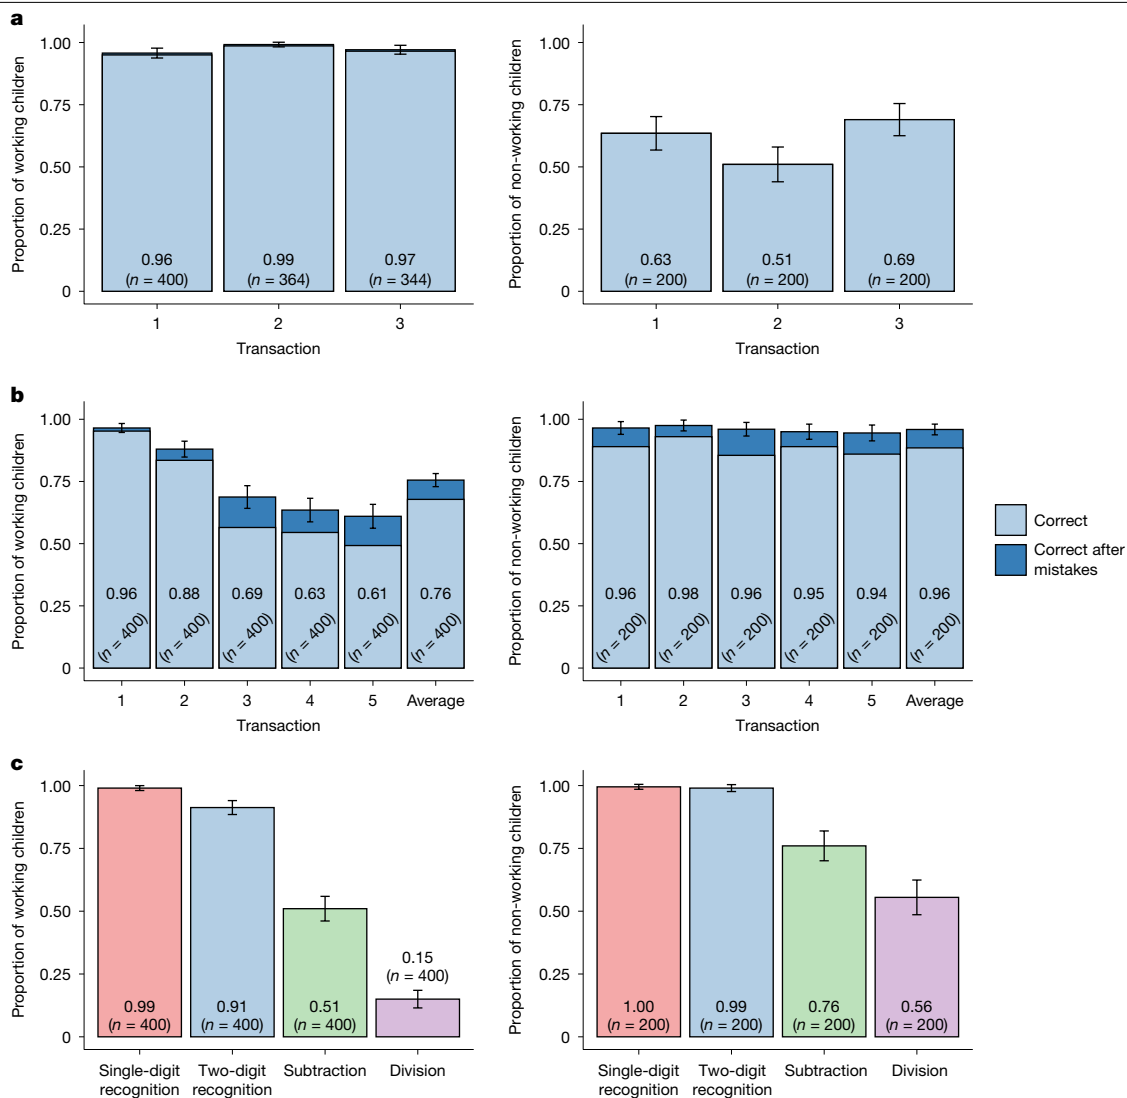 a
Proportion of working children
1.00
0.75
0.50
0.25
0
0.96
(n = 400)
0.99
(n = 364)
0.97
(n = 344)
1
2
3
Transaction
Proportion of non-working children
1.00
0.75
0.50
0.25
0
0.63
(n = 200)
0.51
(n = 200)
0.69
(n = 200)
1
2
3
Transaction
b
Proportion of working children
1.00
0.75
0.50
0.25
0
0.96
(n = 400)
0.88
(n = 400)
0.69
(n = 400)
0.63
(n = 400)
0.61
(n = 400)
0.76
(n = 400)
1
2
3
4
5
Average
Transaction
Proportion of non-working children
1.00
0.75
0.50
0.25
0
0.96
(n = 200)
0.98
(n = 200)
0.96
(n = 200)
0.95
(n = 200)
0.94
(n = 200)
0.96
(n = 200)
1
2
3
4
5
Average
Transaction
Correct
Correct after
mistakes
c
Proportion of working children
1.00
0.75
0.50
0.25
0
0.99
(n = 400)
0.91
(n = 400)
0.51
(n = 400)
0.15
(n = 400)
Single-digit
recognition
Two-digit
recognition
Subtraction
Division
Proportion of non-working children
1.00
0.75
0.50
0.25
0
1.00
(n = 200)
0.99
(n = 200)
0.76
(n = 200)
0.56
(n = 200)
Single-digit
recognition
Two-digit
recognition
Subtraction
Division